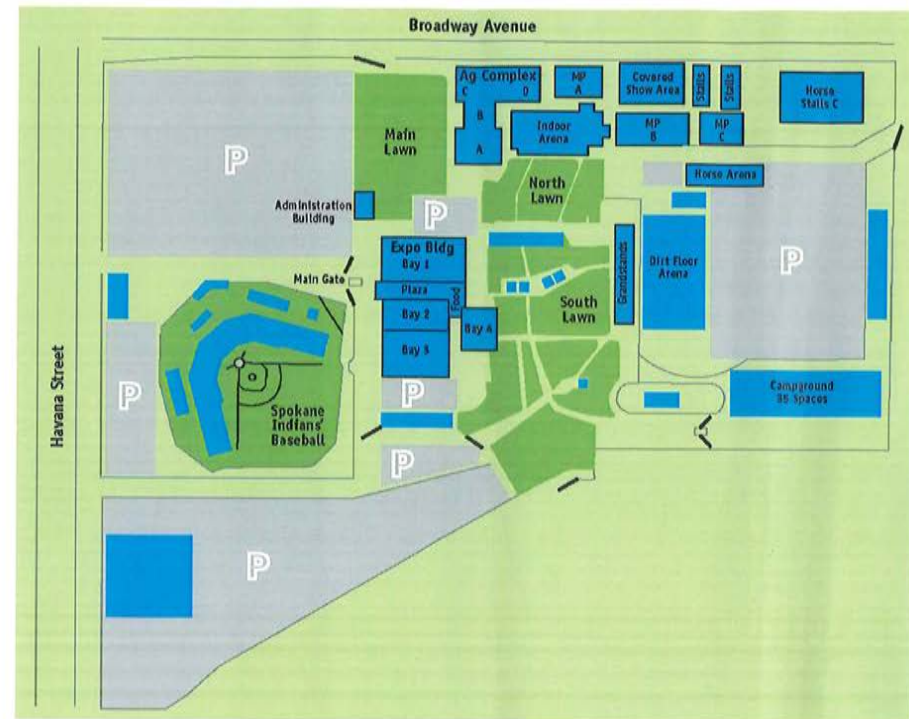 Broadway Avenue
Havana Street
P
Main
Lawn
Ag Complex
C
D
B
A
MP
A
Covered
Show Area
Stalls
Stalls
Horse
Stalls C
Indoor
Arena
MP
B
MP
C
Horse Arena
North
Lawn
Administration
Building
P
Expo Bldg
Bay 1
Plaza
Food
Bay 2
Bay 3
Bay 4
Main Gate
South
Lawn
Grandstands
Dirt Floor
Arena
P
P
Spokane
Indians'
Baseball
P
P
Campground
35 Spaces
P